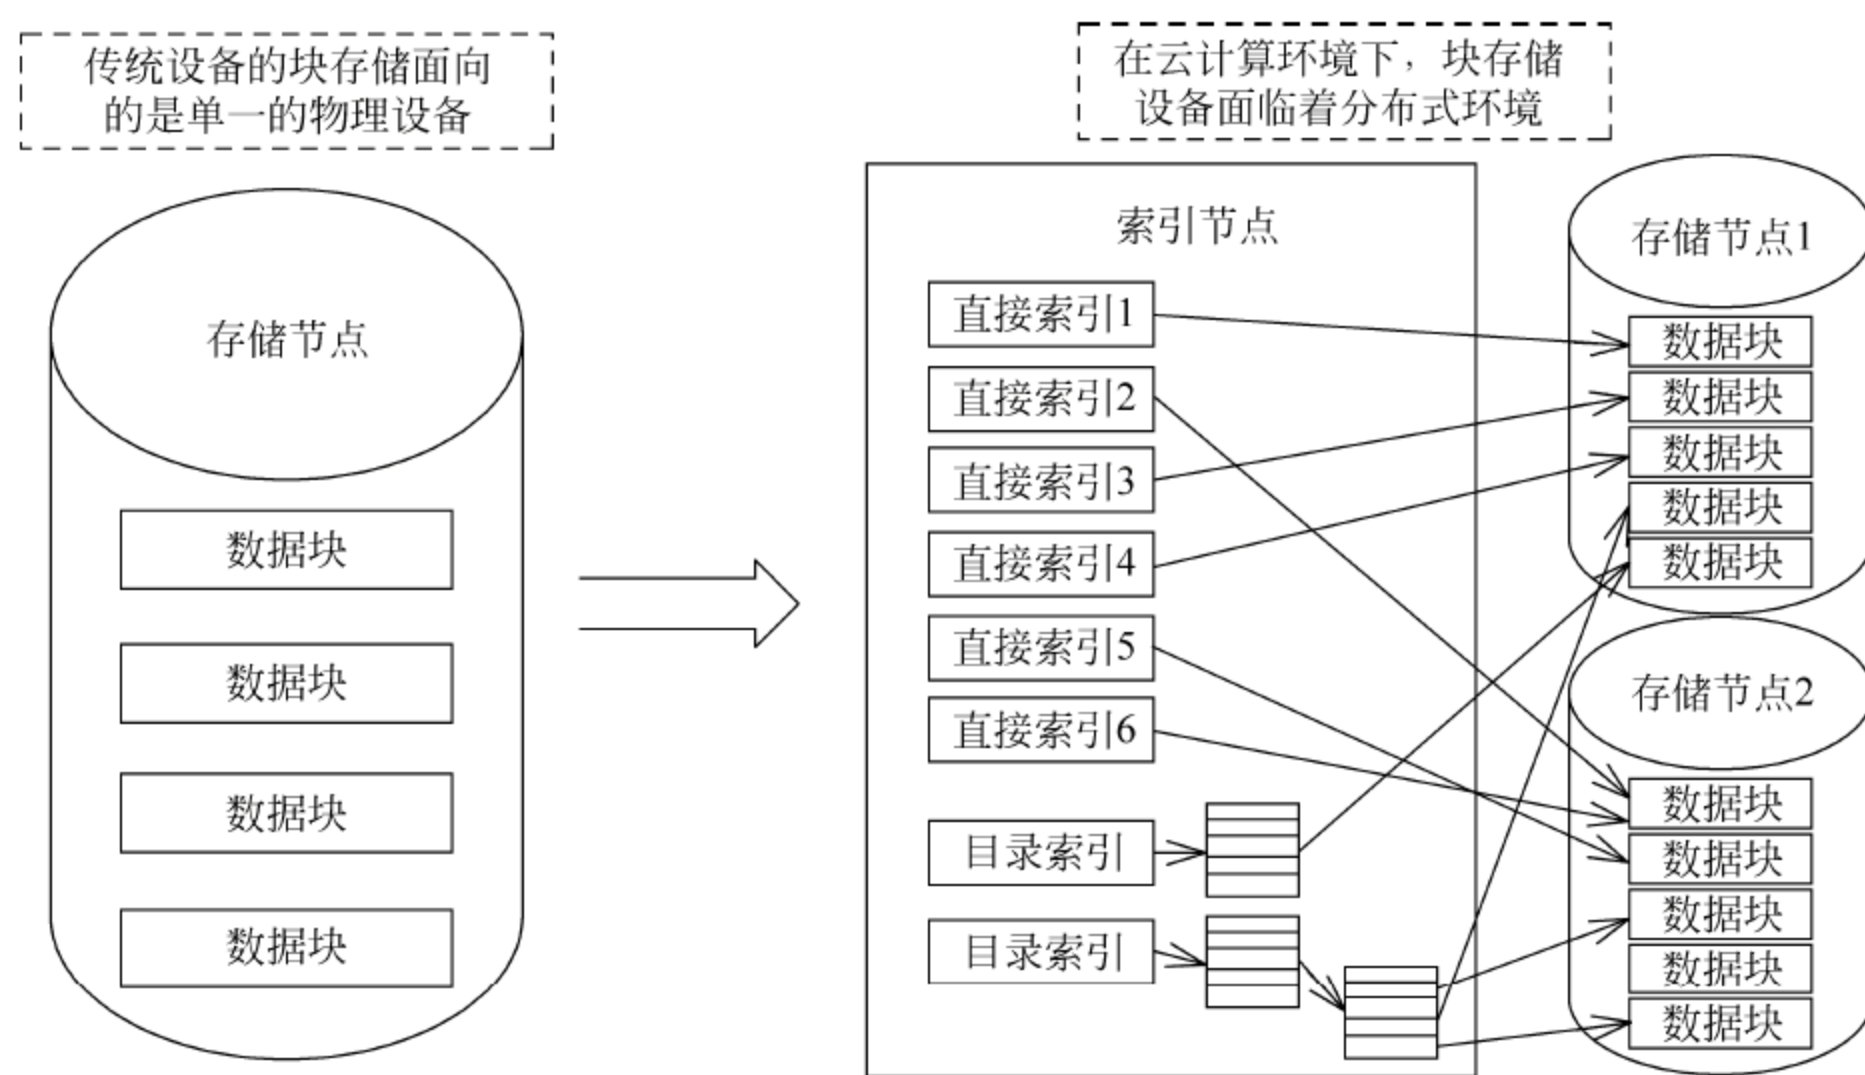 传统设备的块存储面向
的是单一的物理设备
存储节点
数据块
数据块
数据块
数据块
在云计算环境下，块存储
设备面临着分布式环境
索引节点
直接索引1
直接索引2
直接索引3
直接索引4
直接索引5
直接索引6
目录索引
目录索引
存储节点1
数据块
数据块
数据块
数据块
数据块
存储节点2
数据块
数据块
数据块
数据块
数据块